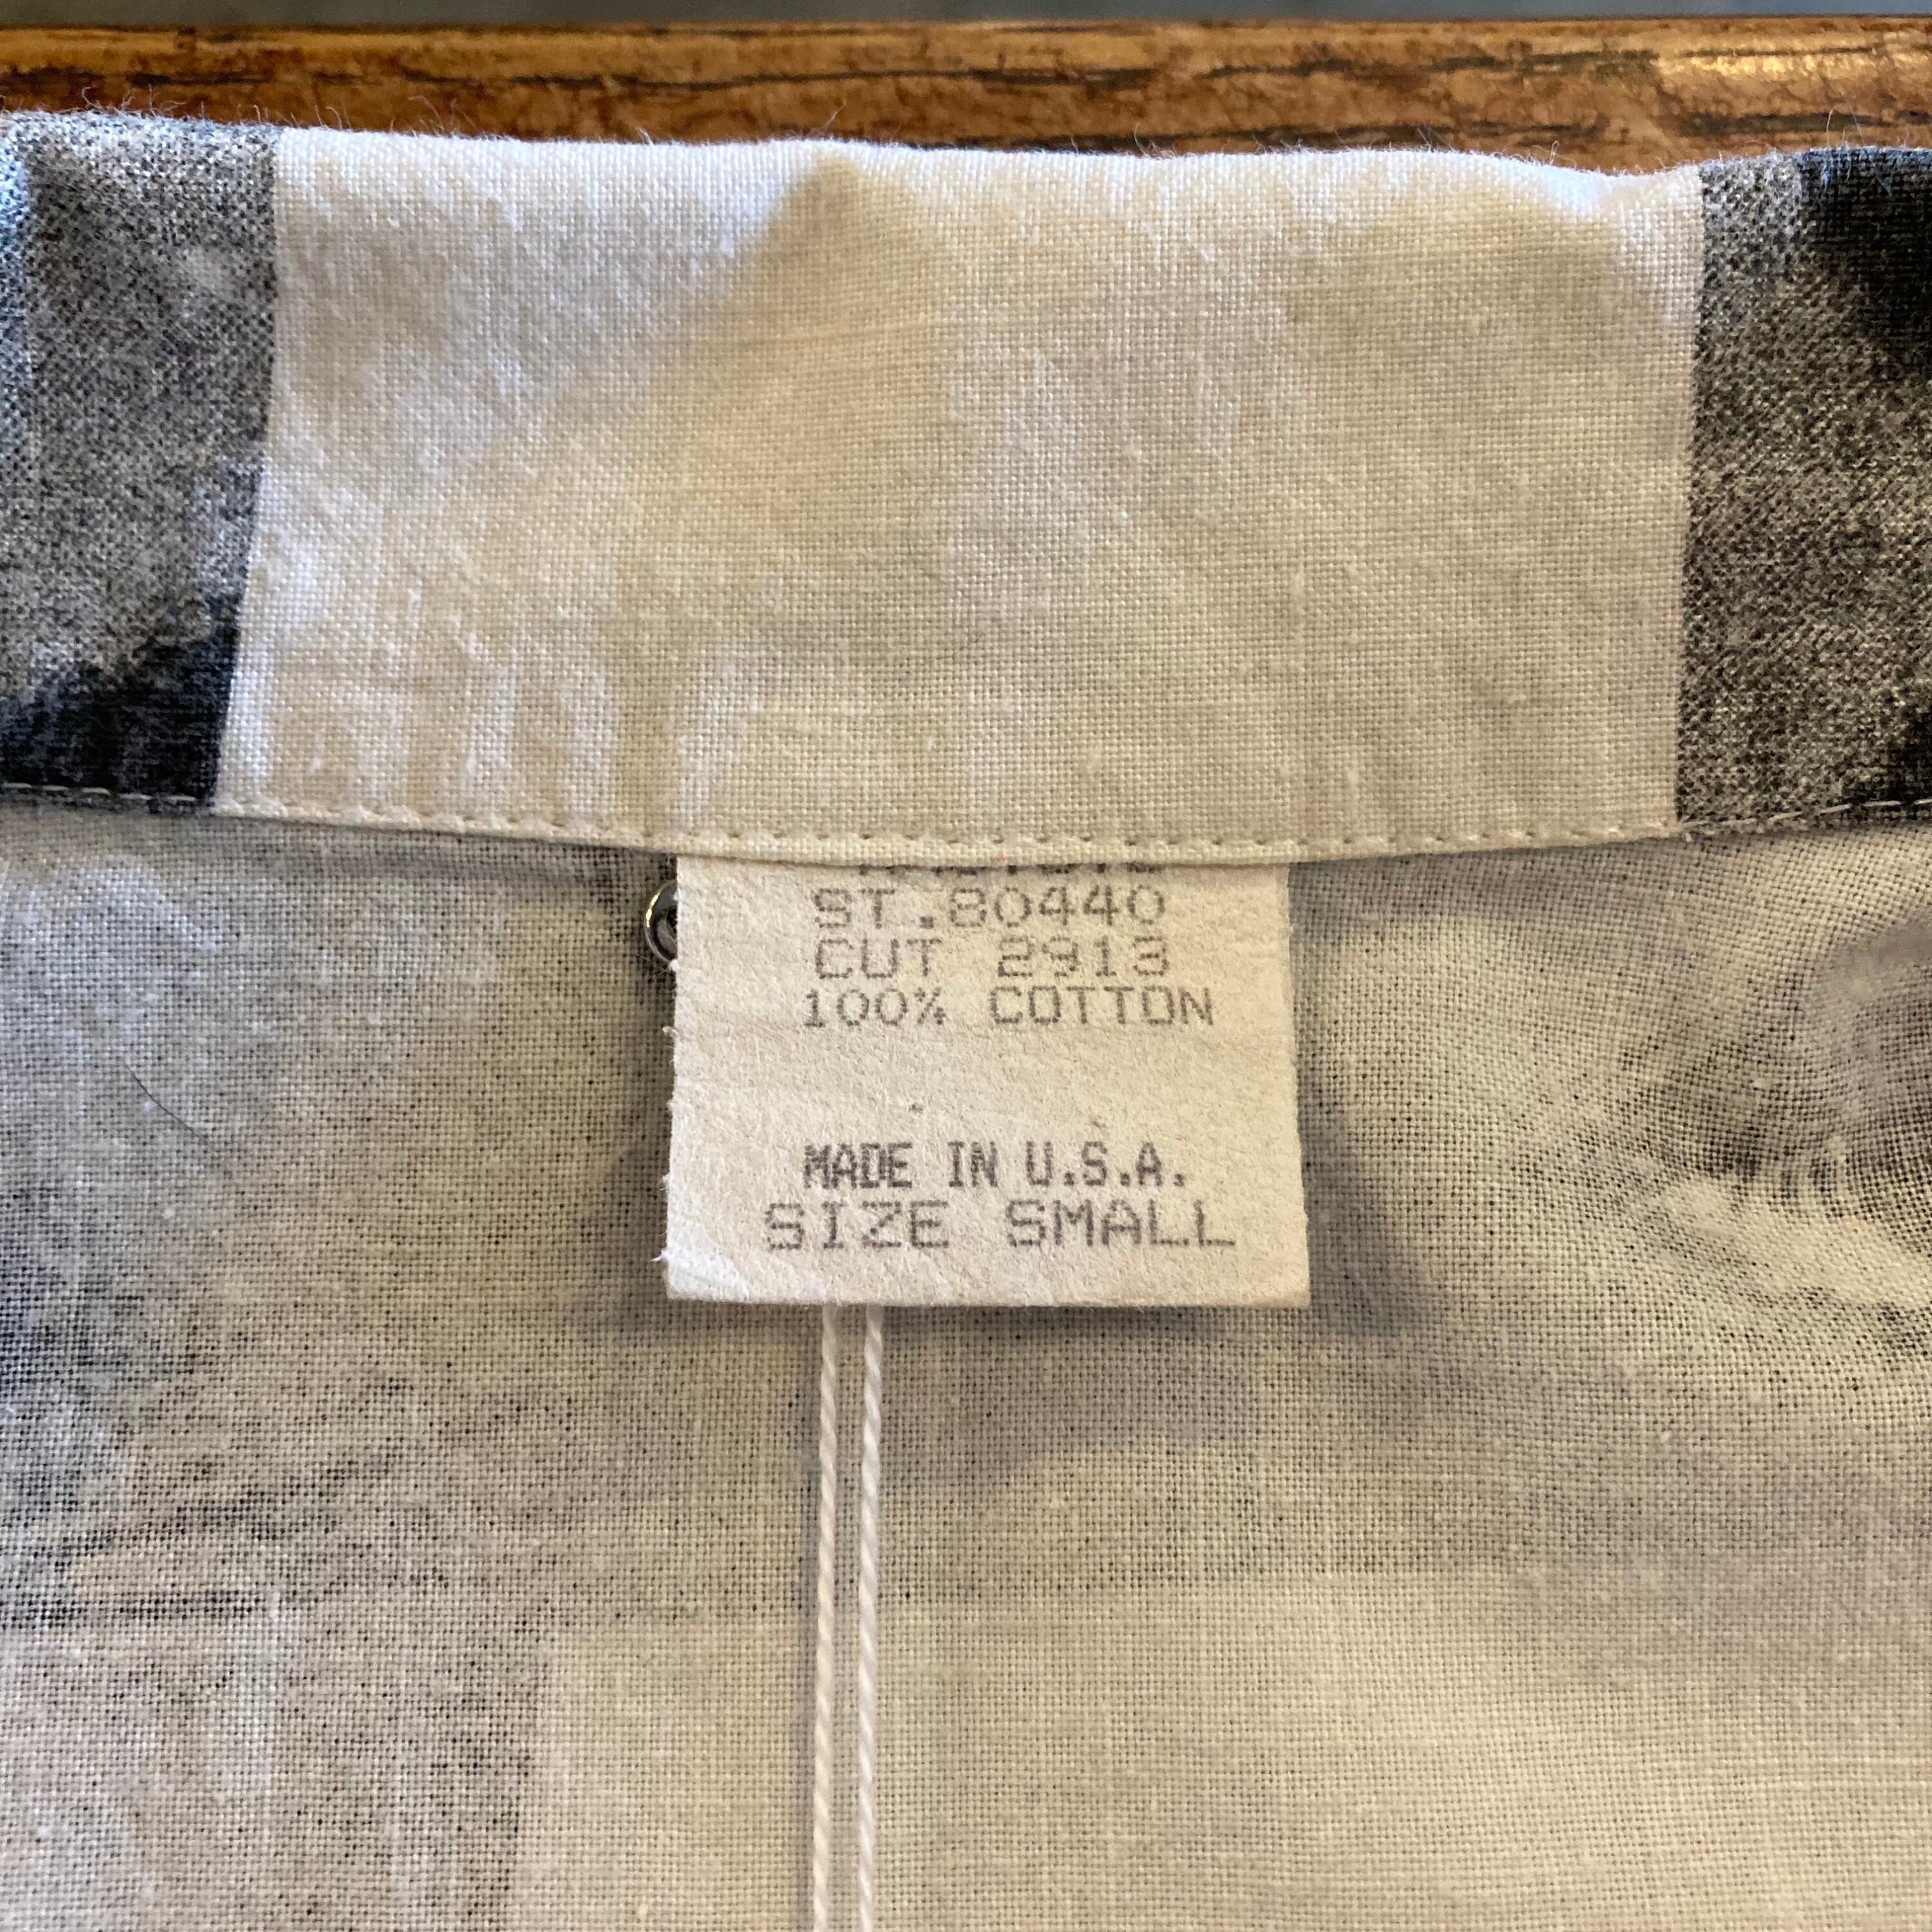 ST.80440
CUT 2913
100% COTTON
MADE IN U.S.A.
SIZE SMALL